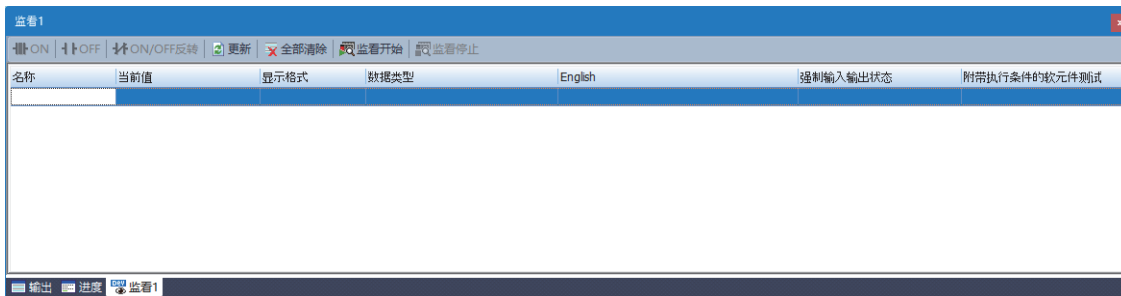 监看1
ON OFF ON/OFF反转 更新 全部清除 监看开始 监看停止
名称 当前值 显示格式 数据类型 English 强制输入输出状态 附带执行条件的软元件测试
输出 进度 DEV 监看1